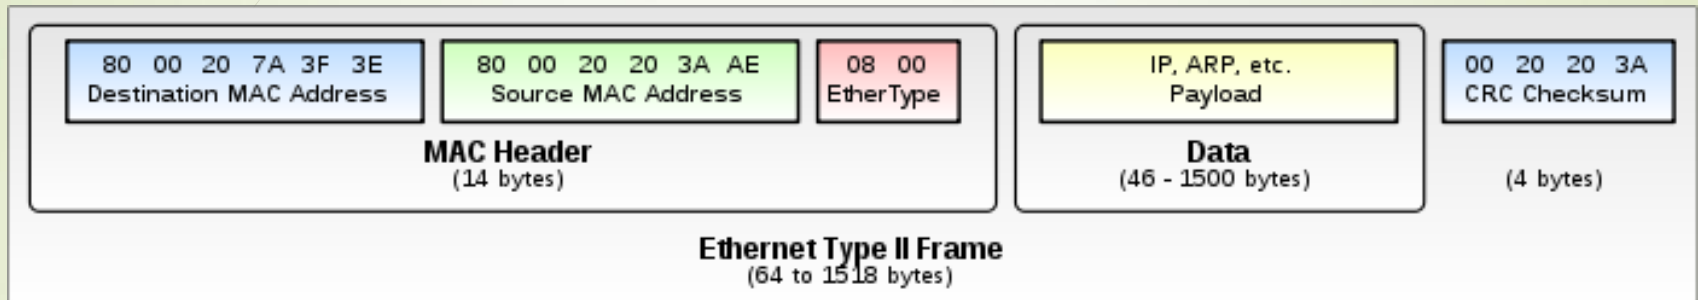 80 00 20 7A 3F 3E
Destination MAC Address
80 00 20 20 3A AE
Source MAC Address
08 00
EtherType
MAC Header
(14 bytes)
IP, ARP, etc.
Payload
Data
(46 - 1500 bytes)
00 20 20 3A
CRC Checksum
(4 bytes)
Ethernet Type II Frame
(64 to 1518 bytes)